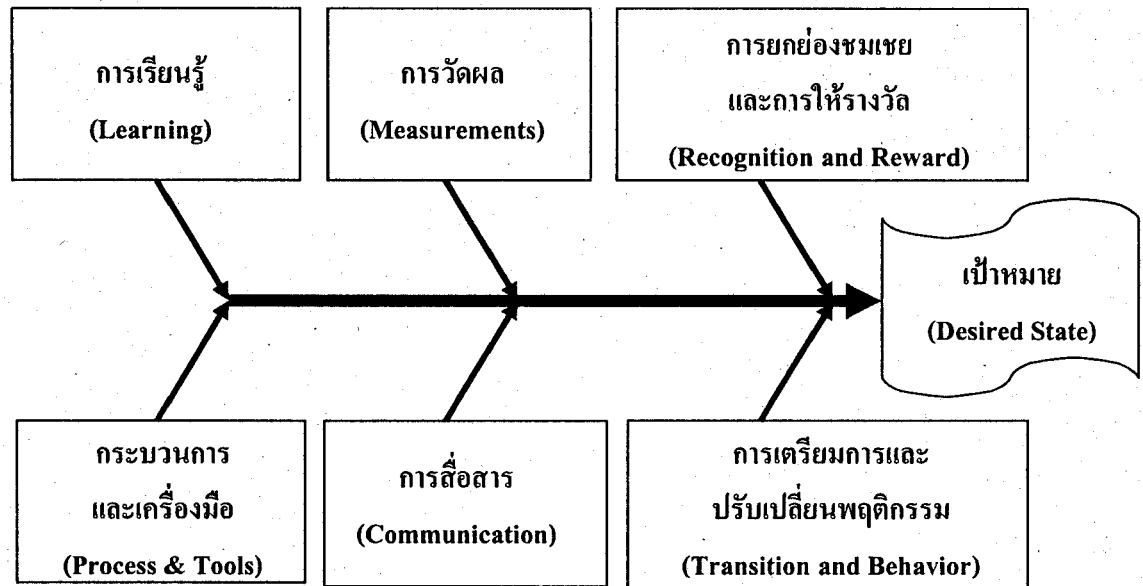 การเรียนรู้
(Learning)
การวัดผล
(Measurements)
การยกย่องชมเชย
และการให้รางวัล
(Recognition and Reward)
เป้าหมาย
(Desired State)
กระบวนการ
และเครื่องมือ
(Process & Tools)
การสื่อสาร
(Communication)
การเตรียมการและ
ปรับเปลี่ยนพฤติกรรม
(Transition and Behavior)